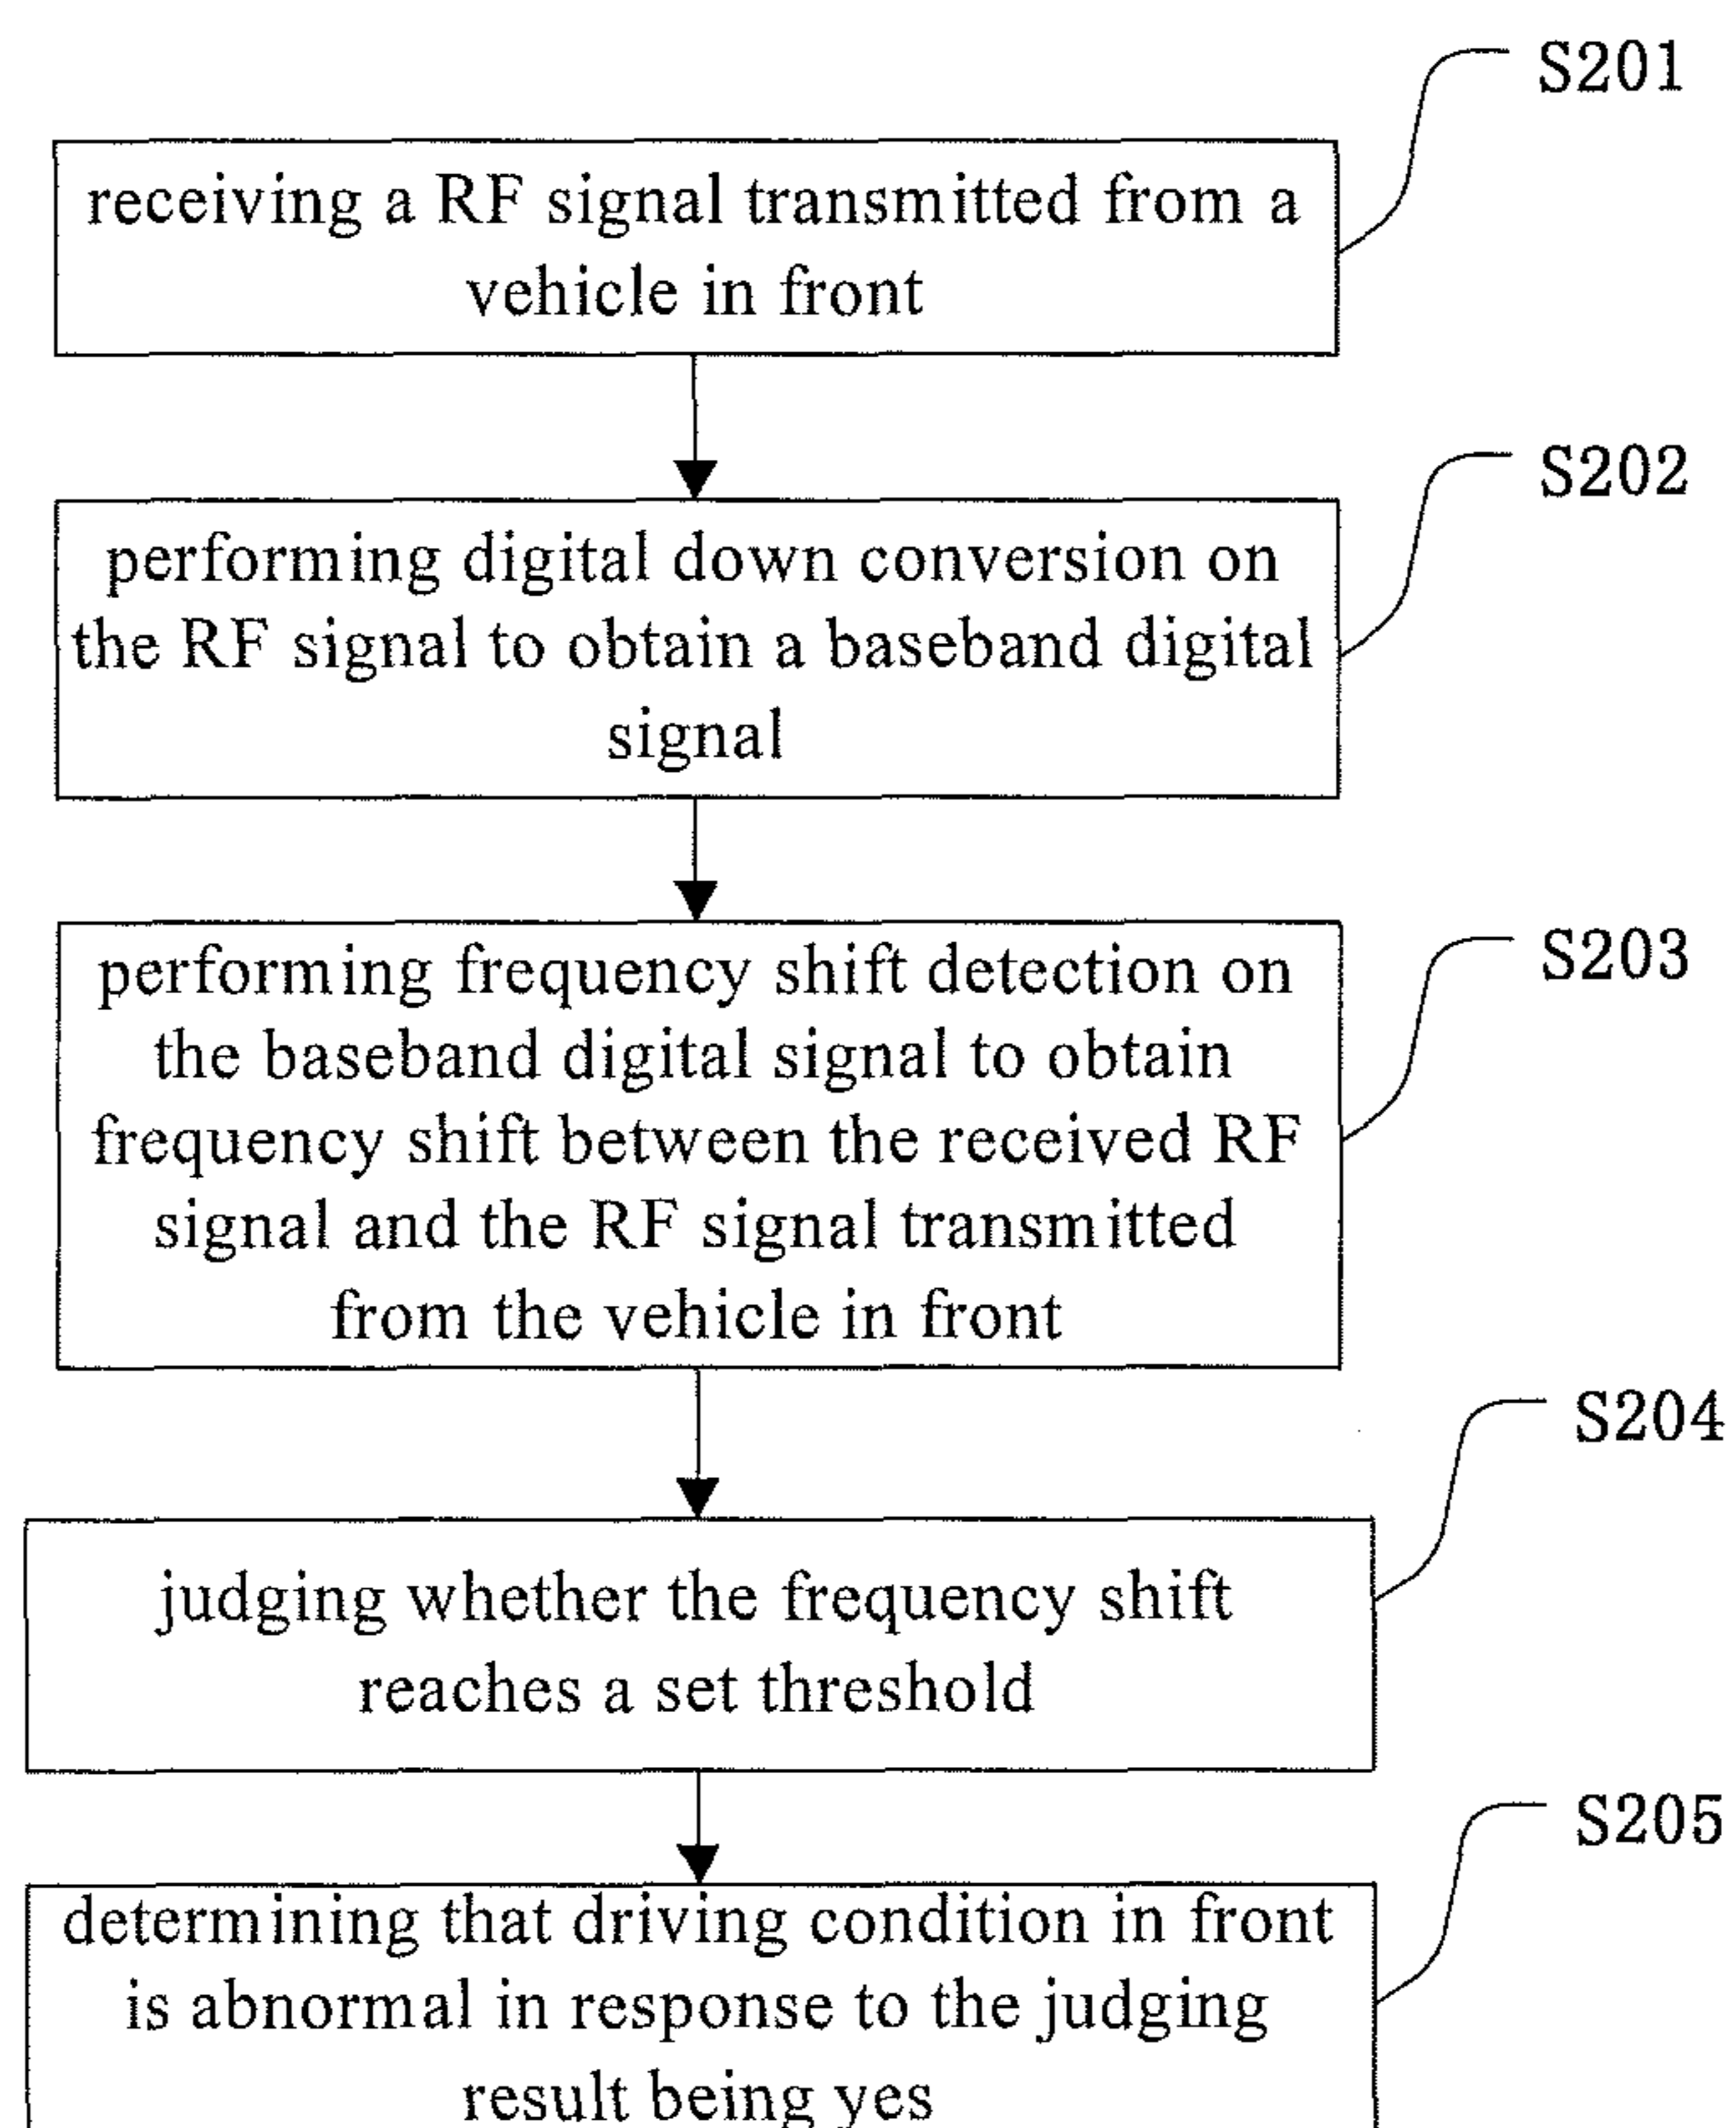 S201
receiving a RF signal transmitted from a
vehicle in front
S202
performing digital down conversion on
the RF signal to obtain a baseband digital
signal
S203
performing frequency shift detection on
the baseband digital signal to obtain
frequency shift between the received RF
signal and the RF signal transmitted
from the vehicle in front
S204
judging whether the frequency shift
reaches a set threshold
S205
determining that driving condition in front
is abnormal in response to the judging
result being yes